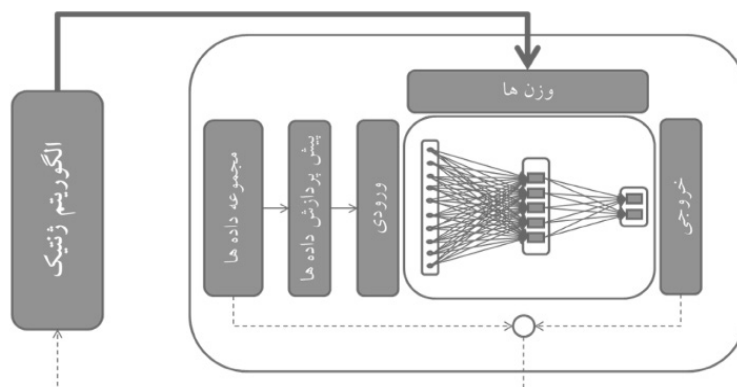 وزن ها
الگوریتم ژنتیک
مجموعه داده ها
پیش پردازش داده ها
ورودی
خروجی